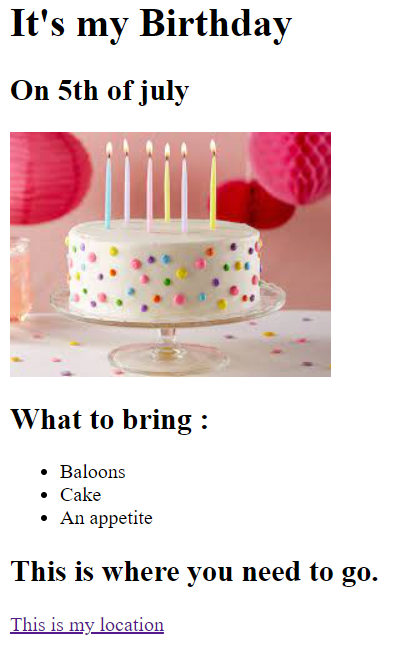 It's my Birthday
On 5th of july
What to bring :
Baloons
Cake
An appetite
This is where you need to go.
This is my location